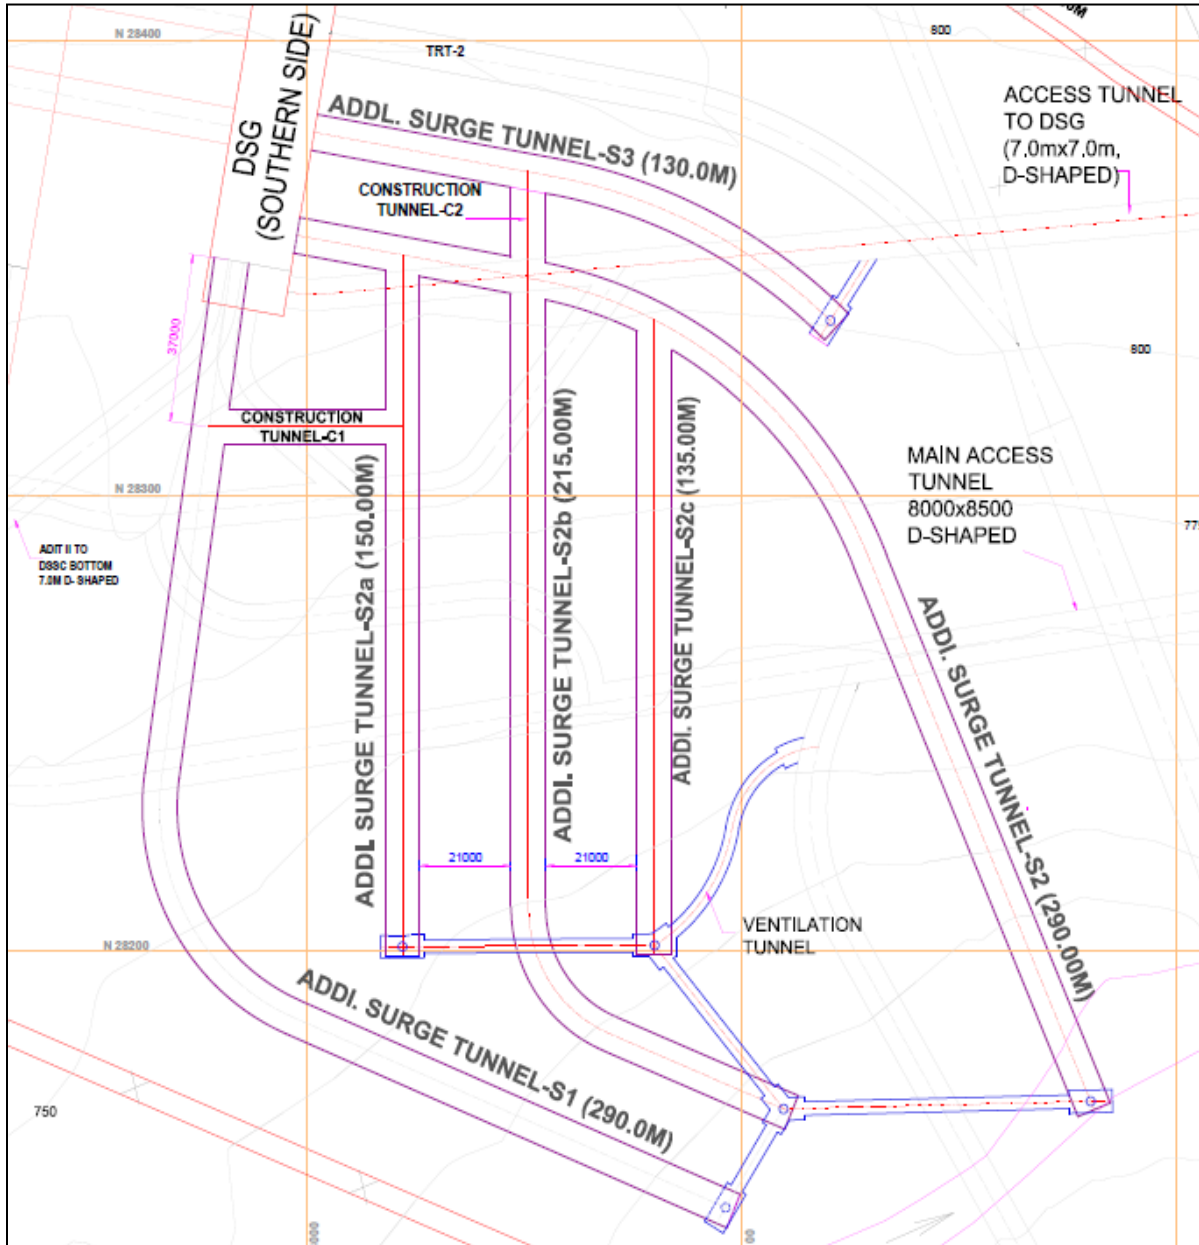 N 28400
TRT-2
800
DSG
(SOUTHERN SIDE)
ADDL. SURGE TUNNEL-S3 (130.0M)
ACCESS TUNNEL
TO DSG
(7.0mx7.0m,
D-SHAPED)
CONSTRUCTION
TUNNEL-C2
37000
800
CONSTRUCTION
TUNNEL-C1
MAIN ACCESS
TUNNEL
8000x8500
D-SHAPED
N 28300
ADIT II TO
DSSC BOTTOM
7.0M D- SHAPED
ADDI. SURGE TUNNEL-S2a (150.00M)
ADDI. SURGE TUNNEL-S2b (215.00M)
ADDI. SURGE TUNNEL-S2c (135.00M)
ADDI. SURGE TUNNEL-S2 (290.00M)
21000
21000
VENTILATION
TUNNEL
N 28200
ADDI. SURGE TUNNEL-S1 (290.0M)
750